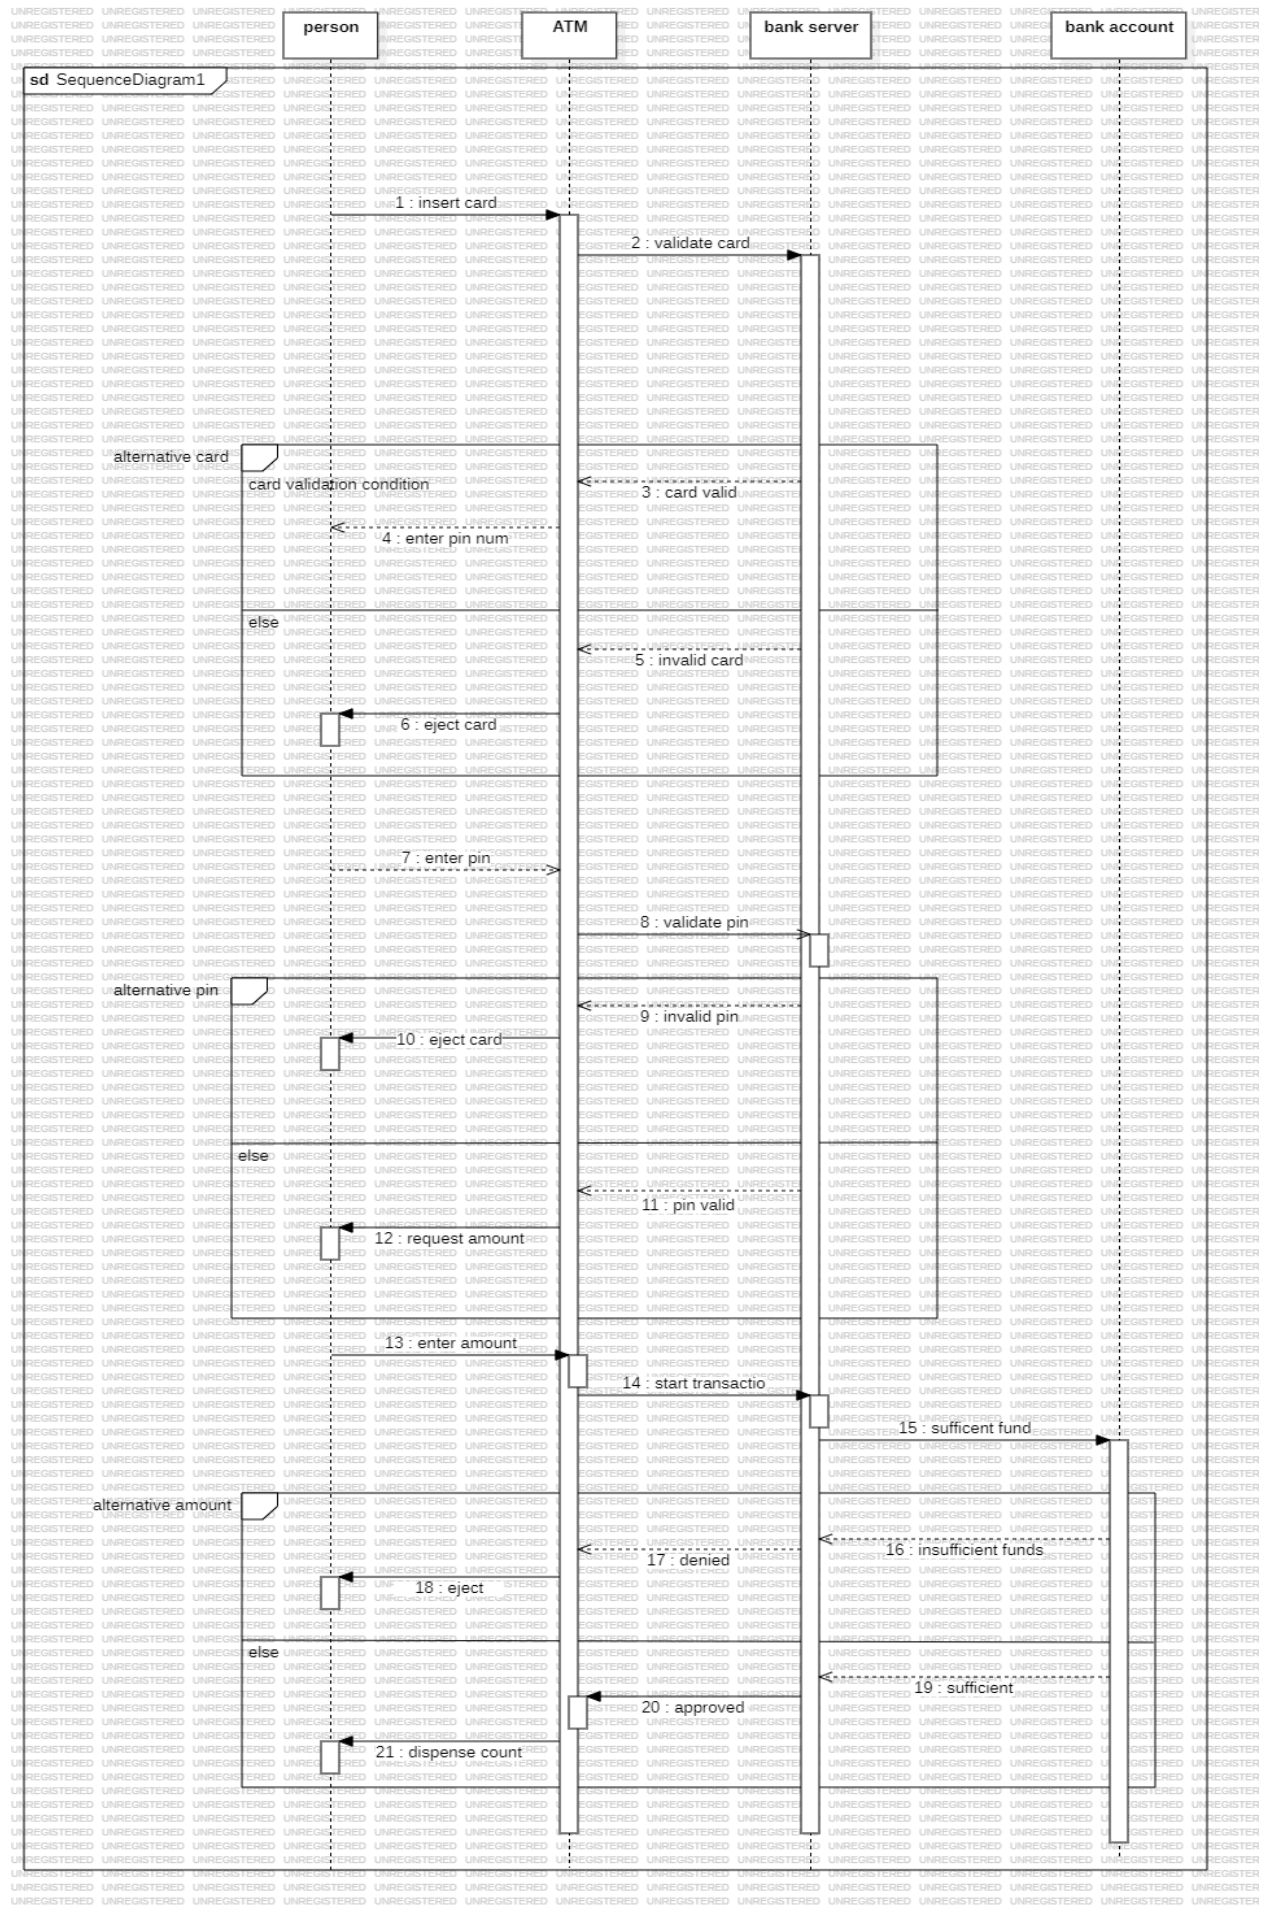 person
ATM
bank server
bank account
sd SequenceDiagram1
1 : insert card
2 : validate card
alternative card
card validation condition
3 : card valid
4 : enter pin num
else
5 : invalid card
6 : eject card
7 : enter pin
8 : validate pin
alternative pin
9 : invalid pin
10 : eject card
else
11 : pin valid
12 : request amount
13 : enter amount
14 : start transactio
15 : sufficent fund
alternative amount
16 : insufficient funds
17 : denied
18 : eject
else
19 : sufficient
20 : approved
21 : dispense count
UNREGISTERED